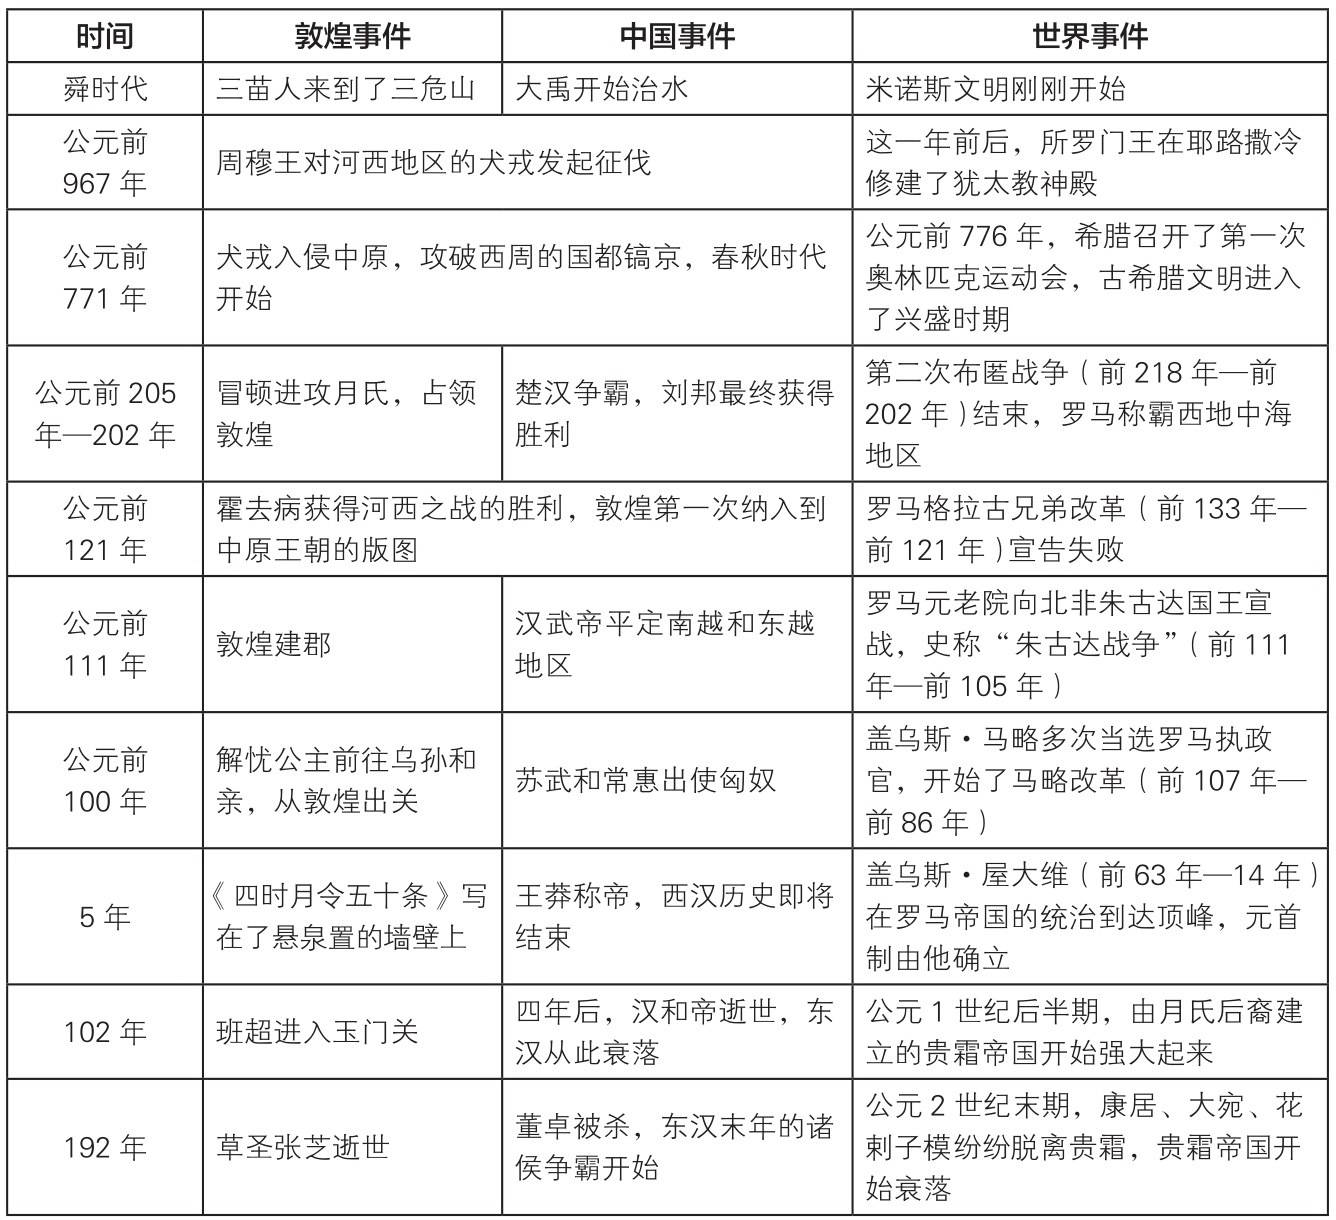 时间
敦煌事件
中国事件
世界事件
舜时代
三苗人来到了三危山
大禹开始治水
米诺斯文明刚刚开始
公元前
967 年
周穆王对河西地区的犬戎发起征伐
这一年前后，所罗门王在耶路撒冷
修建了犹太教神殿
公元前
771 年
犬戎入侵中原，攻破西周的国都镐京，春秋时代
开始
公元前 776 年，希腊召开了第一次
奥林匹克运动会，古希腊文明进入
了兴盛时期
公元前 205
年—202 年
冒顿进攻月氏，占领
敦煌
楚汉争霸，刘邦最终获得
胜利
第二次布匿战争（前 218 年—前
202 年）结束，罗马称霸西地中海
地区
公元前
121 年
霍去病获得河西之战的胜利，敦煌第一次纳入到
中原王朝的版图
罗马格拉古兄弟改革（前 133 年—
前 121 年）宣告失败
公元前
111 年
敦煌建郡
汉武帝平定南越和东越
地区
罗马元老院向北非朱古达国王宣
战，史称“朱古达战争”（前 111
年—前 105 年）
公元前
100 年
解忧公主前往乌孙和
亲，从敦煌出关
苏武和常惠出使匈奴
盖乌斯·马略多次当选罗马执政
官，开始了马略改革（前 107 年—
前 86 年）
5 年
《四时月令五十条》写
在了悬泉置的墙壁上
王莽称帝，西汉历史即将
结束
盖乌斯·屋大维（前 63 年—14 年）
在罗马帝国的统治到达顶峰，元首
制由他确立
102 年
班超进入玉门关
四年后，汉和帝逝世，东
汉从此衰落
公元 1 世纪后半期，由月氏后裔建
立的贵霜帝国开始强大起来
192 年
草圣张芝逝世
董卓被杀，东汉末年的诸
侯争霸开始
公元 2 世纪末期，康居、大宛、花
剌子模纷纷脱离贵霜，贵霜帝国开
始衰落